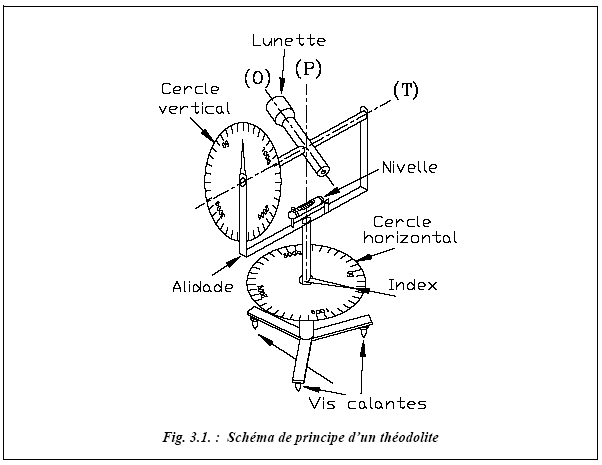 Lunette
(O)
(P)
(T)
Cercle
vertical
Nivelle
Cercle
horizontal
Alidade
Index
Vis calantes
Fig. 3.1. : Schéma de principe d'un théodolite